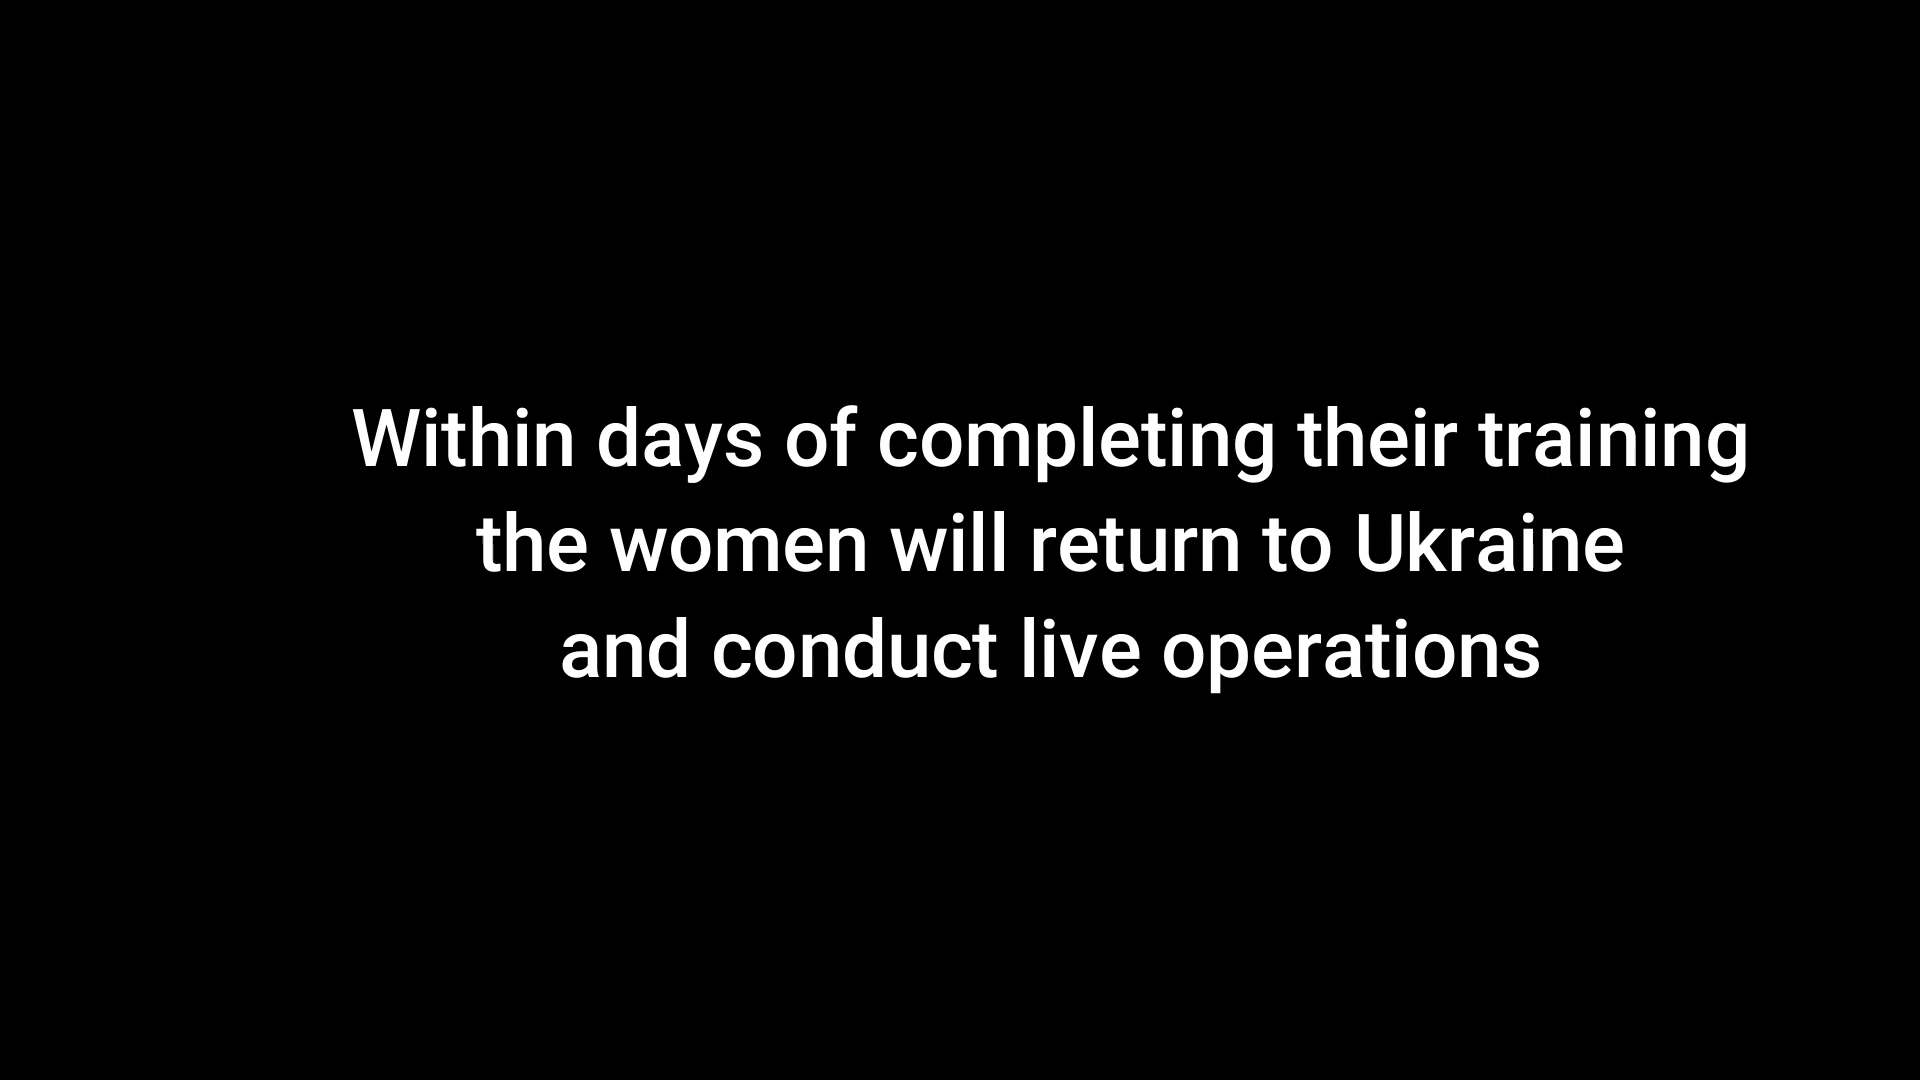 Within days of completing their training
the women will return to Ukraine
and conduct live operations